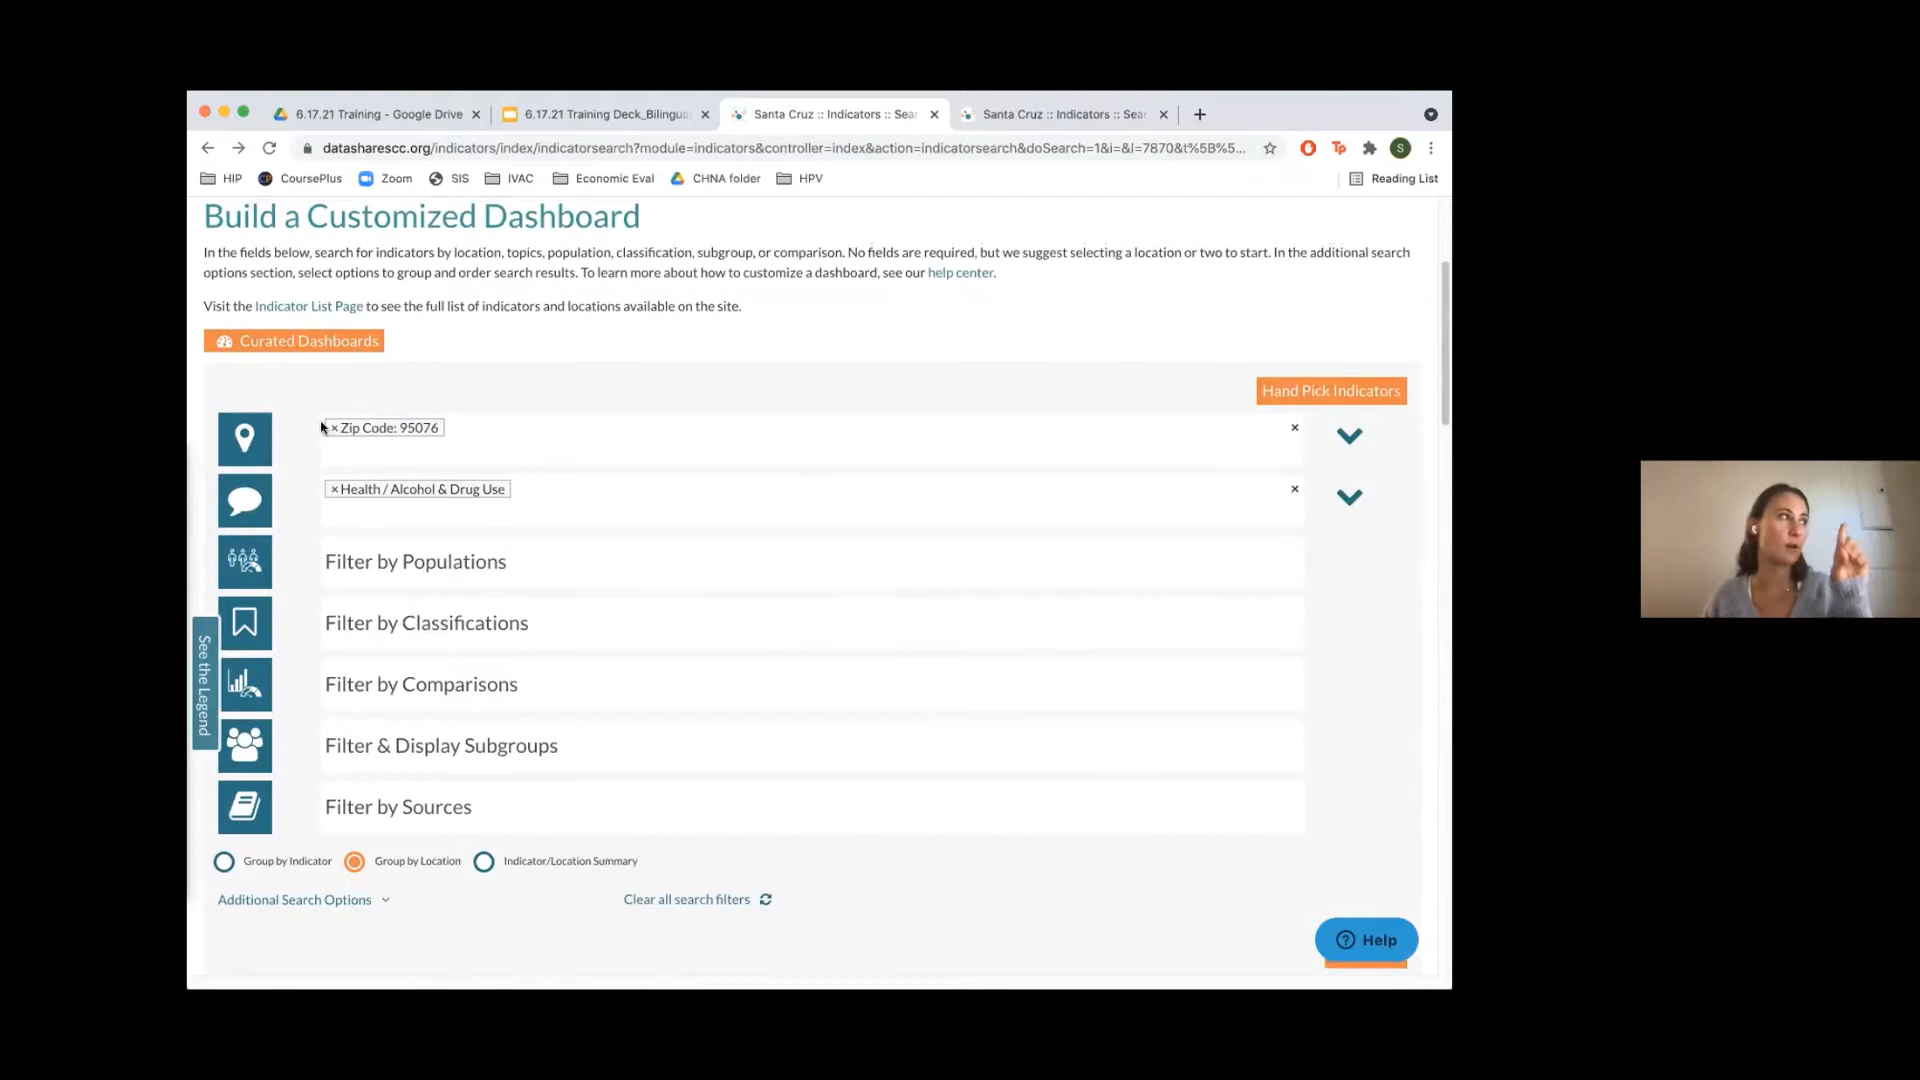 6.17.21 Training - Google Drive
6.17.21 Training Deck_Bilingua
Santa Cruz :: Indicators :: Sear
Santa Cruz :: Indicators :: Sear
datasharescc.org/indicators/index/indicatorsearch?module=indicators&controller=index&action=indicatorsearch&doSearch=1&i=&l=7870&t%5B%5...
HIP CoursePlus Zoom SIS IVAC Economic Eval CHNA folder HPV Reading List
Build a Customized Dashboard
In the fields below, search for indicators by location, topics, population, classification, subgroup, or comparison. No fields are required, but we suggest selecting a location or two to start. In the additional search
options section, select options to group and order search results. To learn more about how to customize a dashboard, see our help center.
Visit the Indicator List Page to see the full list of indicators and locations available on the site.
Curated Dashboards
Hand Pick Indicators
× Zip Code: 95076 ×
× Health / Alcohol & Drug Use ×
Filter by Populations
Filter by Classifications
Filter by Comparisons
Filter & Display Subgroups
Filter by Sources
See the Legend
Group by Indicator Group by Location Indicator/Location Summary
Additional Search Options Clear all search filters
Help